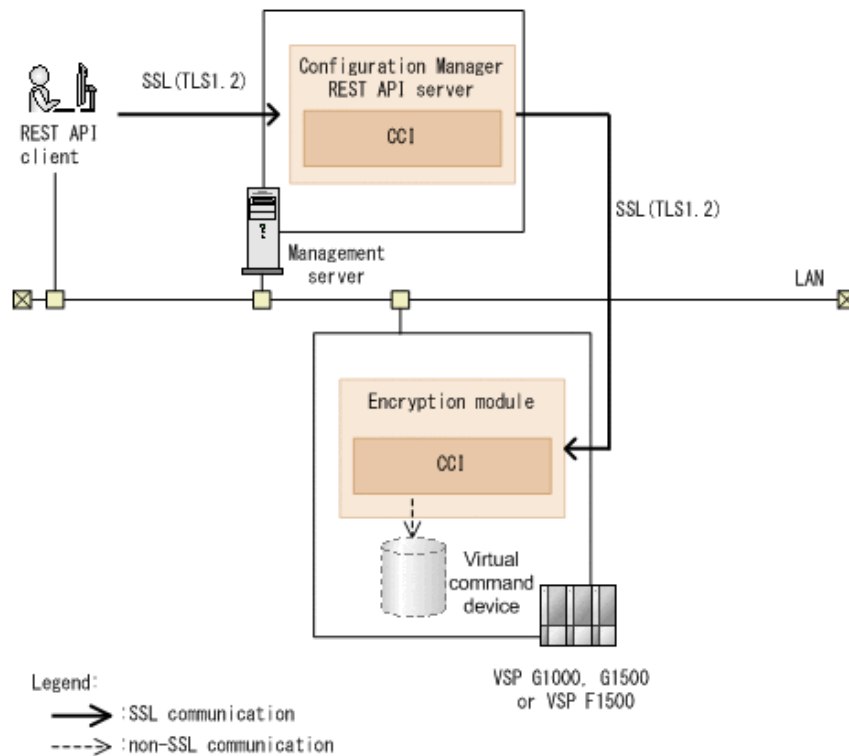 Configuration Manager
REST API server
CCI
SSL(TLS1.2)
REST API
client
SSL(TLS1.2)
Management
server
LAN
Encryption module
CCI
Virtual
command
device
VSP G1000, G1500
or VSP F1500
Legend:
:SSL communication
:non-SSL communication